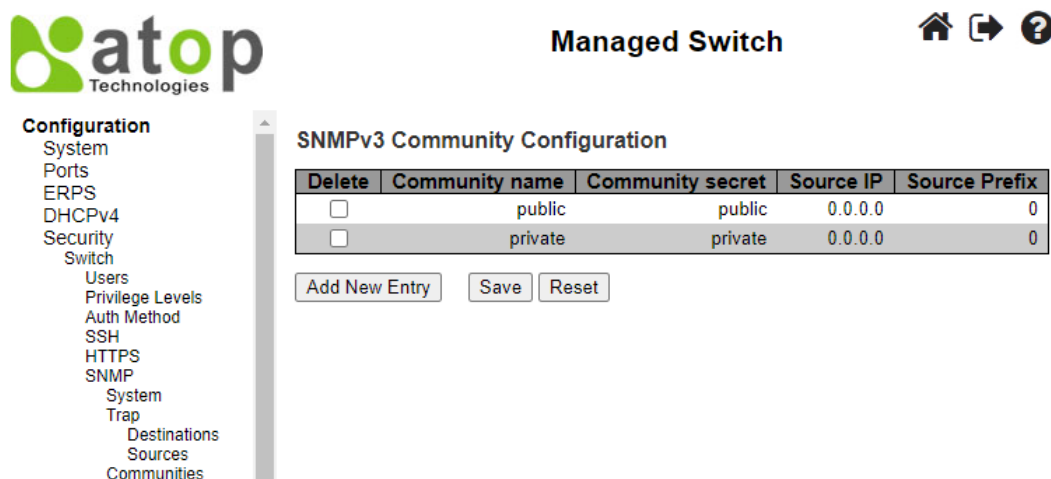 atop
Technologies
Managed Switch
Configuration
System
Ports
ERPS
DHCPv4
Security
Switch
Users
Privilege Levels
Auth Method
SSH
HTTPS
SNMP
System
Trap
Destinations
Sources
Communities
SNMPv3 Community Configuration
Delete Community name Community secret Source IP Source Prefix
public public 0.0.0.0 0
private private 0.0.0.0 0
Add New Entry Save Reset